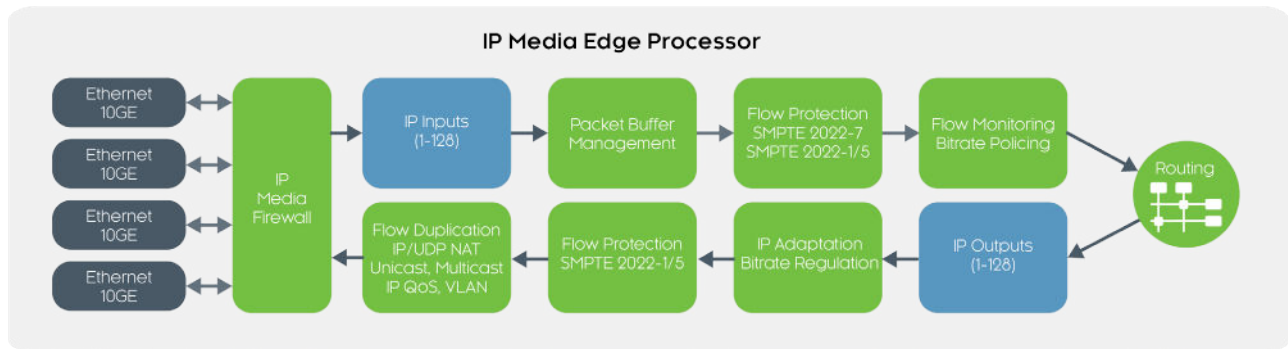 IP Media Edge Processor
Ethernet
10GE
Ethernet
10GE
Ethernet
10GE
Ethernet
10GE
IP
Media
Firewall
IP Inputs
(1-128)
Packet Buffer
Management
Flow Protection
SMPTE 2022-7
SMPTE 2022-1/5
Flow Monitoring
Bitrate Policing
Routing
IP Outputs
(1-128)
IP Adaptation
Bitrate Regulation
Flow Protection
SMPTE 2022-1/5
Flow Duplication
IP/UDP NAT
Unicast, Multicast
IP QoS, VLAN